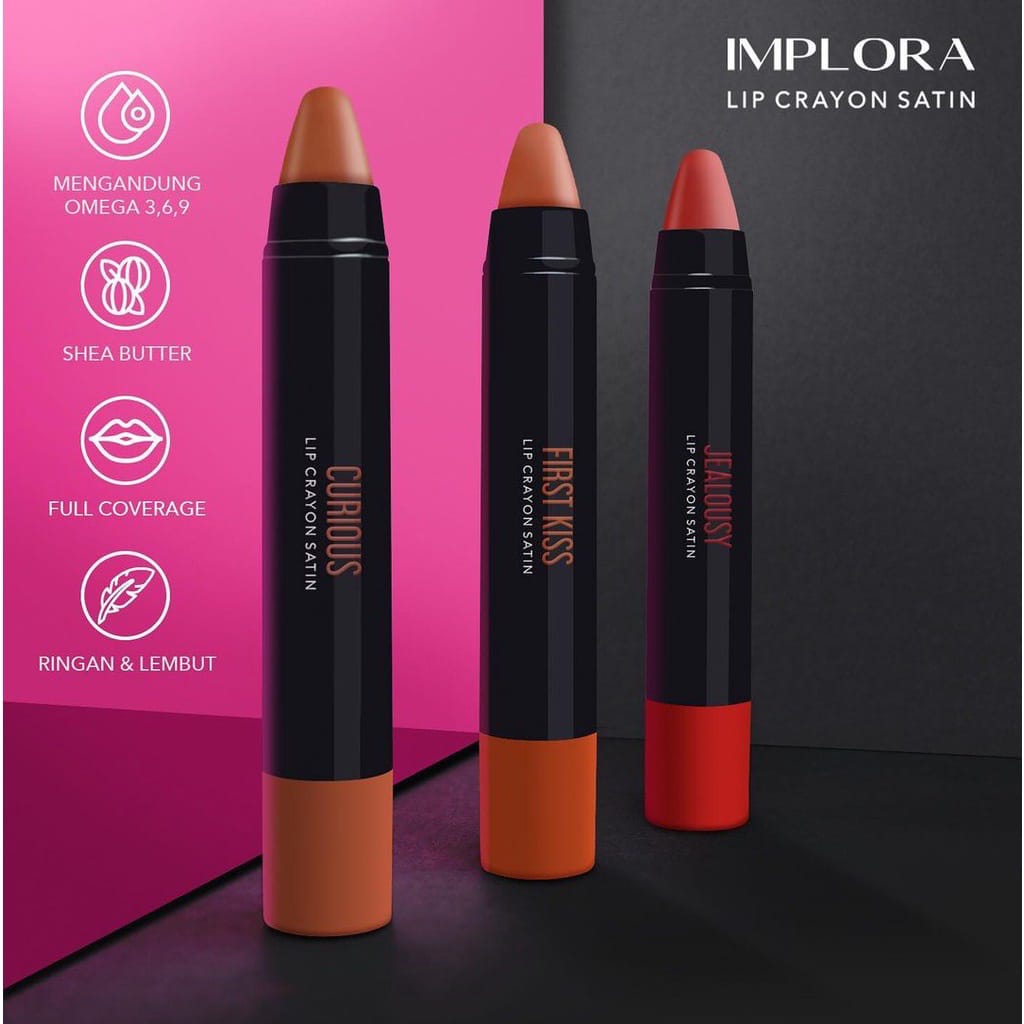 IMPLORA
LIP CRAYON SATIN
MENGANDUNG
OMEGA 3,6,9
SHEA BUTTER
FULL COVERAGE
RINGAN & LEMBUT
CURIOUS
LIP CRAYON SATIN
FIRST KISS
LIP CRAYON SATIN
JEALOUSY
LIP CRAYON SATIN